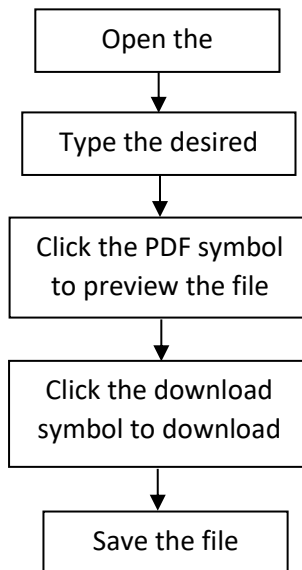 Open the
Type the desired
Click the PDF symbol
to preview the file
Click the download
symbol to download
Save the file